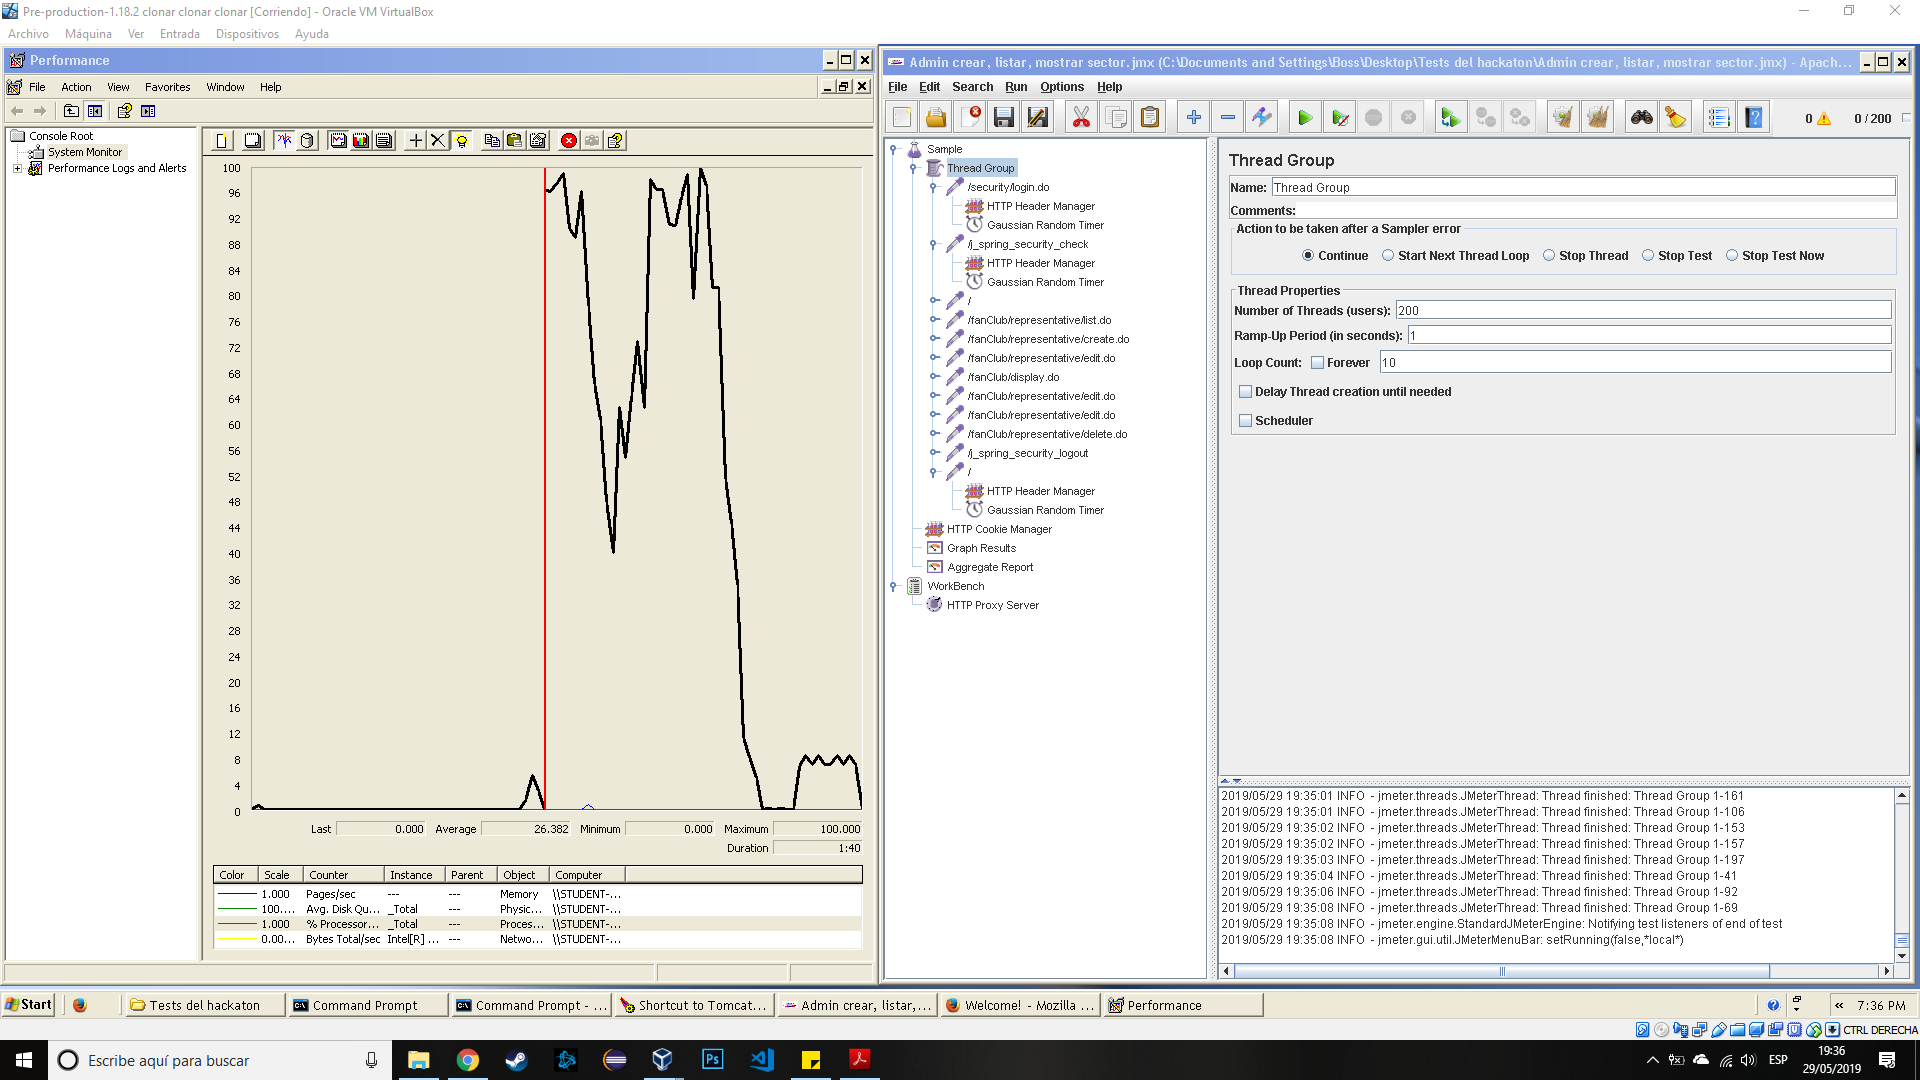 Pre-production-1.18.2 clonar clonar clonar [Corriendo] - Oracle VM VirtualBox
Archivo Máquina Ver Entrada Dispositivos Ayuda
Performance
File Action View Favorites Window Help
Console Root
System Monitor
Performance Logs and Alerts
100
96
92
88
84
80
76
72
68
64
60
56
52
48
44
40
36
32
28
24
20
16
12
8
4
0
Last 0.000 Average 26.382 Minimum 0.000 Maximum 100.000
Duration 1:40
Color Scale Counter Instance Parent Object Computer
1.000 Pages/sec --- --- Memory \\STUDENT-...
100.... Avg. Disk Qu... _Total --- Physic... \\STUDENT-...
1.000 % Processor... _Total --- Proces... \\STUDENT-...
0.00... Bytes Total/sec Intel[R] ... --- Netwo... \\STUDENT-...
Admin crear, listar, mostrar sector.jmx (C:\Documents and Settings\Boss\Desktop\Tests del hackaton\Admin crear, listar, mostrar sector.jmx) - Apach...
File Edit Search Run Options Help
0 0 / 200
Sample
Thread Group
/security/login.do
HTTP Header Manager
Gaussian Random Timer
/j_spring_security_check
HTTP Header Manager
Gaussian Random Timer
/
/fanClub/representative/list.do
/fanClub/representative/create.do
/fanClub/representative/edit.do
/fanClub/display.do
/fanClub/representative/edit.do
/fanClub/representative/edit.do
/fanClub/representative/delete.do
/j_spring_security_logout
/
HTTP Header Manager
Gaussian Random Timer
HTTP Cookie Manager
Graph Results
Aggregate Report
WorkBench
HTTP Proxy Server
Thread Group
Name: Thread Group
Comments:
Action to be taken after a Sampler error
Continue Start Next Thread Loop Stop Thread Stop Test Stop Test Now
Thread Properties
Number of Threads (users): 200
Ramp-Up Period (in seconds): 1
Loop Count: Forever 10
Delay Thread creation until needed
Scheduler
2019/05/29 19:35:01 INFO - jmeter.threads.JMeterThread: Thread finished: Thread Group 1-161
2019/05/29 19:35:01 INFO - jmeter.threads.JMeterThread: Thread finished: Thread Group 1-106
2019/05/29 19:35:02 INFO - jmeter.threads.JMeterThread: Thread finished: Thread Group 1-153
2019/05/29 19:35:02 INFO - jmeter.threads.JMeterThread: Thread finished: Thread Group 1-157
2019/05/29 19:35:03 INFO - jmeter.threads.JMeterThread: Thread finished: Thread Group 1-197
2019/05/29 19:35:04 INFO - jmeter.threads.JMeterThread: Thread finished: Thread Group 1-41
2019/05/29 19:35:06 INFO - jmeter.threads.JMeterThread: Thread finished: Thread Group 1-92
2019/05/29 19:35:08 INFO - jmeter.threads.JMeterThread: Thread finished: Thread Group 1-69
2019/05/29 19:35:08 INFO - jmeter.engine.StandardJMeterEngine: Notifying test listeners of end of test
2019/05/29 19:35:08 INFO - jmeter.gui.util.JMeterMenuBar: setRunning(false,*local*)
Start Tests del hackaton Command Prompt Command Prompt - ... Shortcut to Tomcat... Admin crear, listar,... Welcome! - Mozilla ... Performance 7:36 PM
CTRL DERECHA
Escribe aquí para buscar
Ps
ESP
19:36
29/05/2019